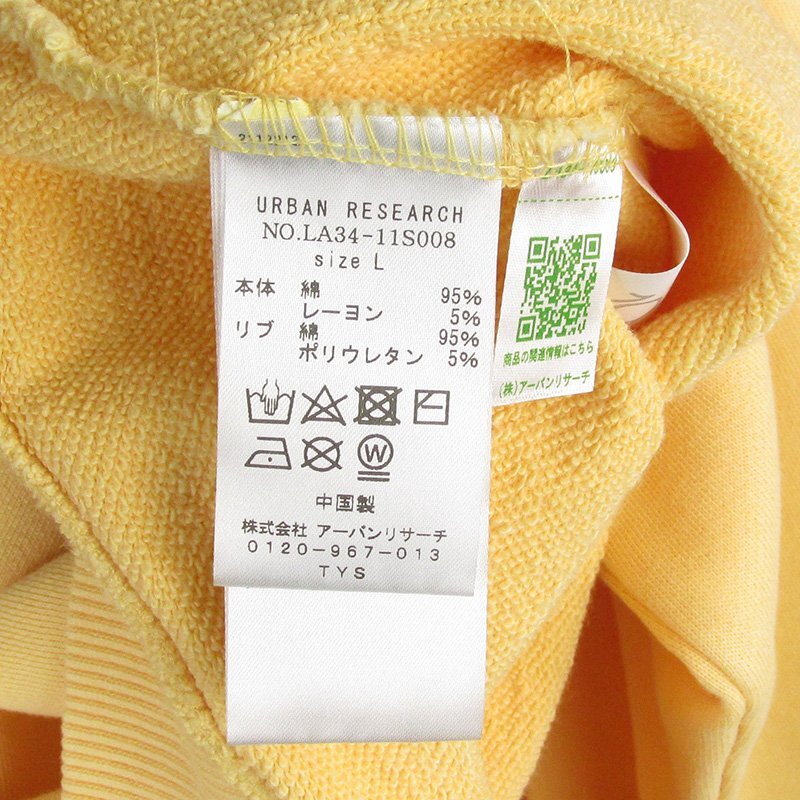 URBAN RESEARCH
NO.LA34-11S008
size L
本体 綿 95%
レーヨン 5%
リブ 綿 95%
ポリウレタン 5%
W
中国製
株式会社 アーバンリサーチ
0120-967-013
TYS
商品の関連情報はこちら
(株)アーバンリサーチ